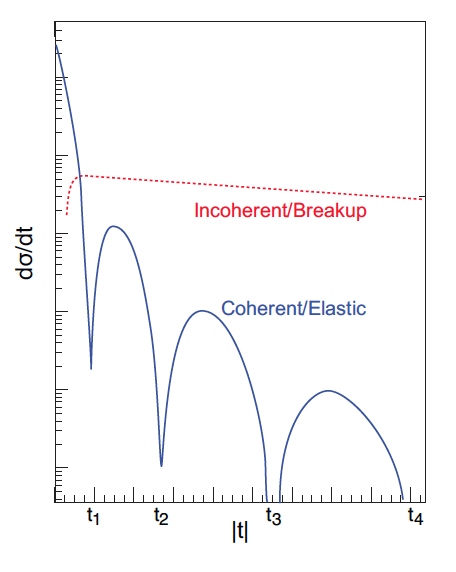 dσ/dt
Incoherent/Breakup
Coherent/Elastic
t1 t2 t3 t4
|t|